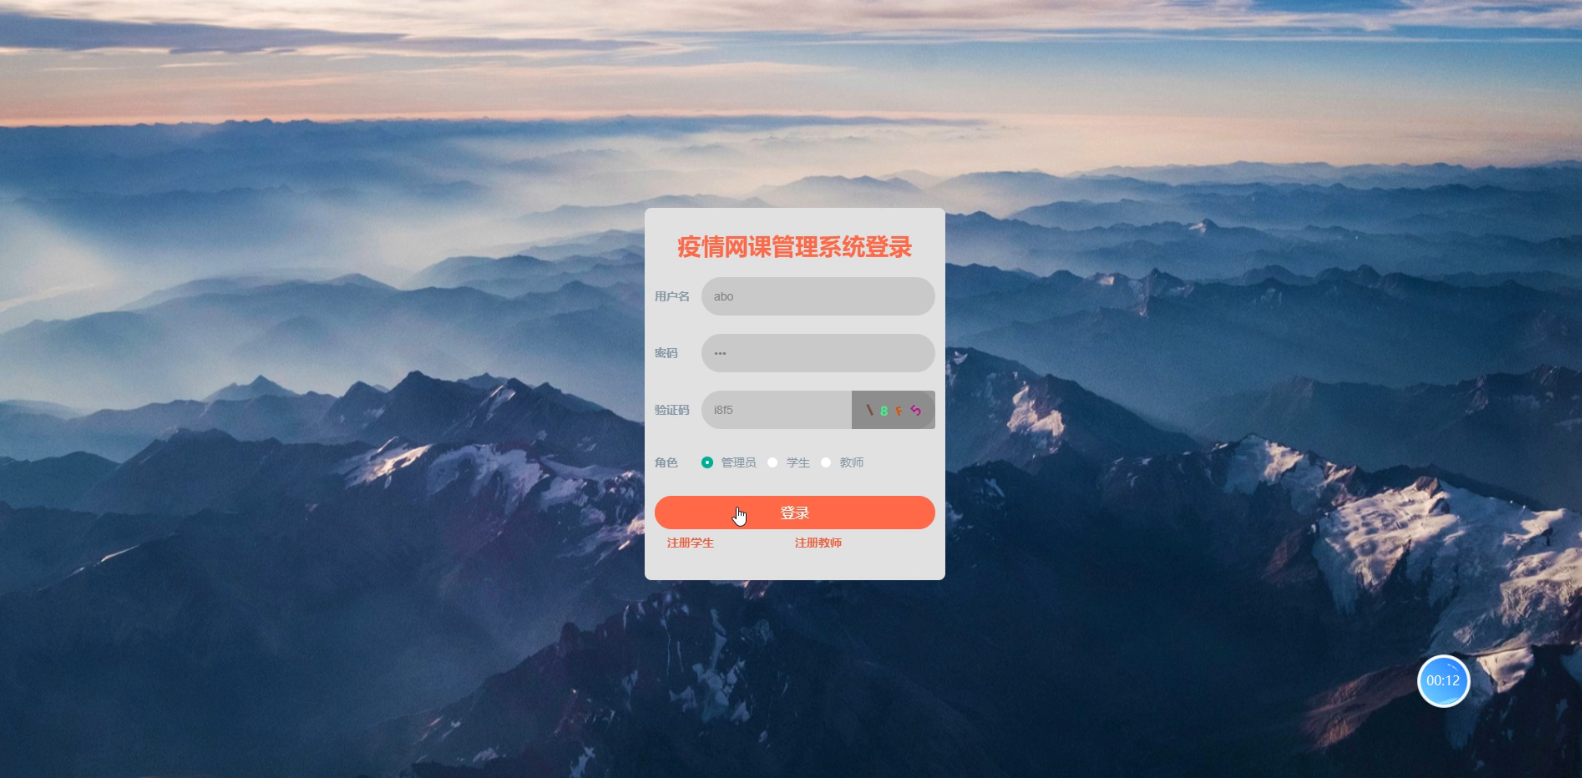 疫情网课管理系统登录
用户名 abo
密码 •••
验证码 i8f5 \ 8 f 5
角色 管理员 学生 教师
登录
注册学生 注册教师
00:12